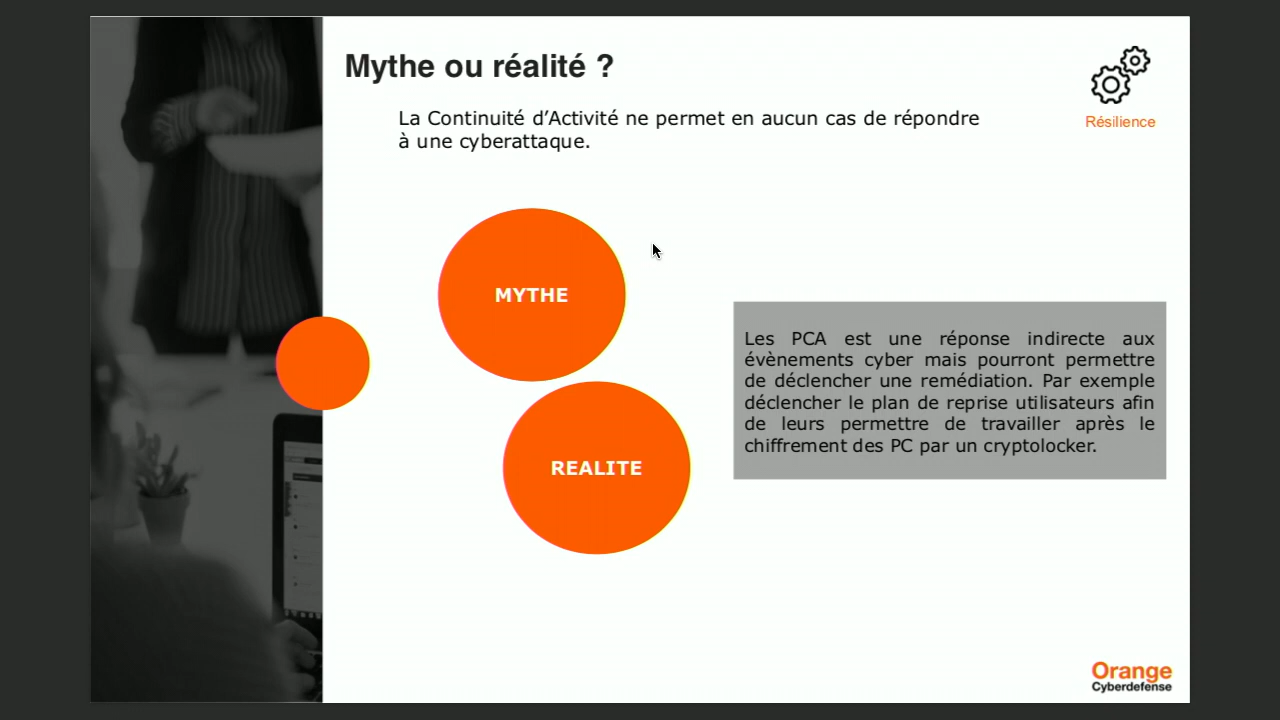 Mythe ou réalité ?
Résilience
La Continuité d’Activité ne permet en aucun cas de répondre
à une cyberattaque.
MYTHE
REALITE
Les PCA est une réponse indirecte aux
évènements cyber mais pourront permettre
de déclencher une remédiation. Par exemple
déclencher le plan de reprise utilisateurs afin
de leurs permettre de travailler après le
chiffrement des PC par un cryptolocker.
Orange
Cyberdefense